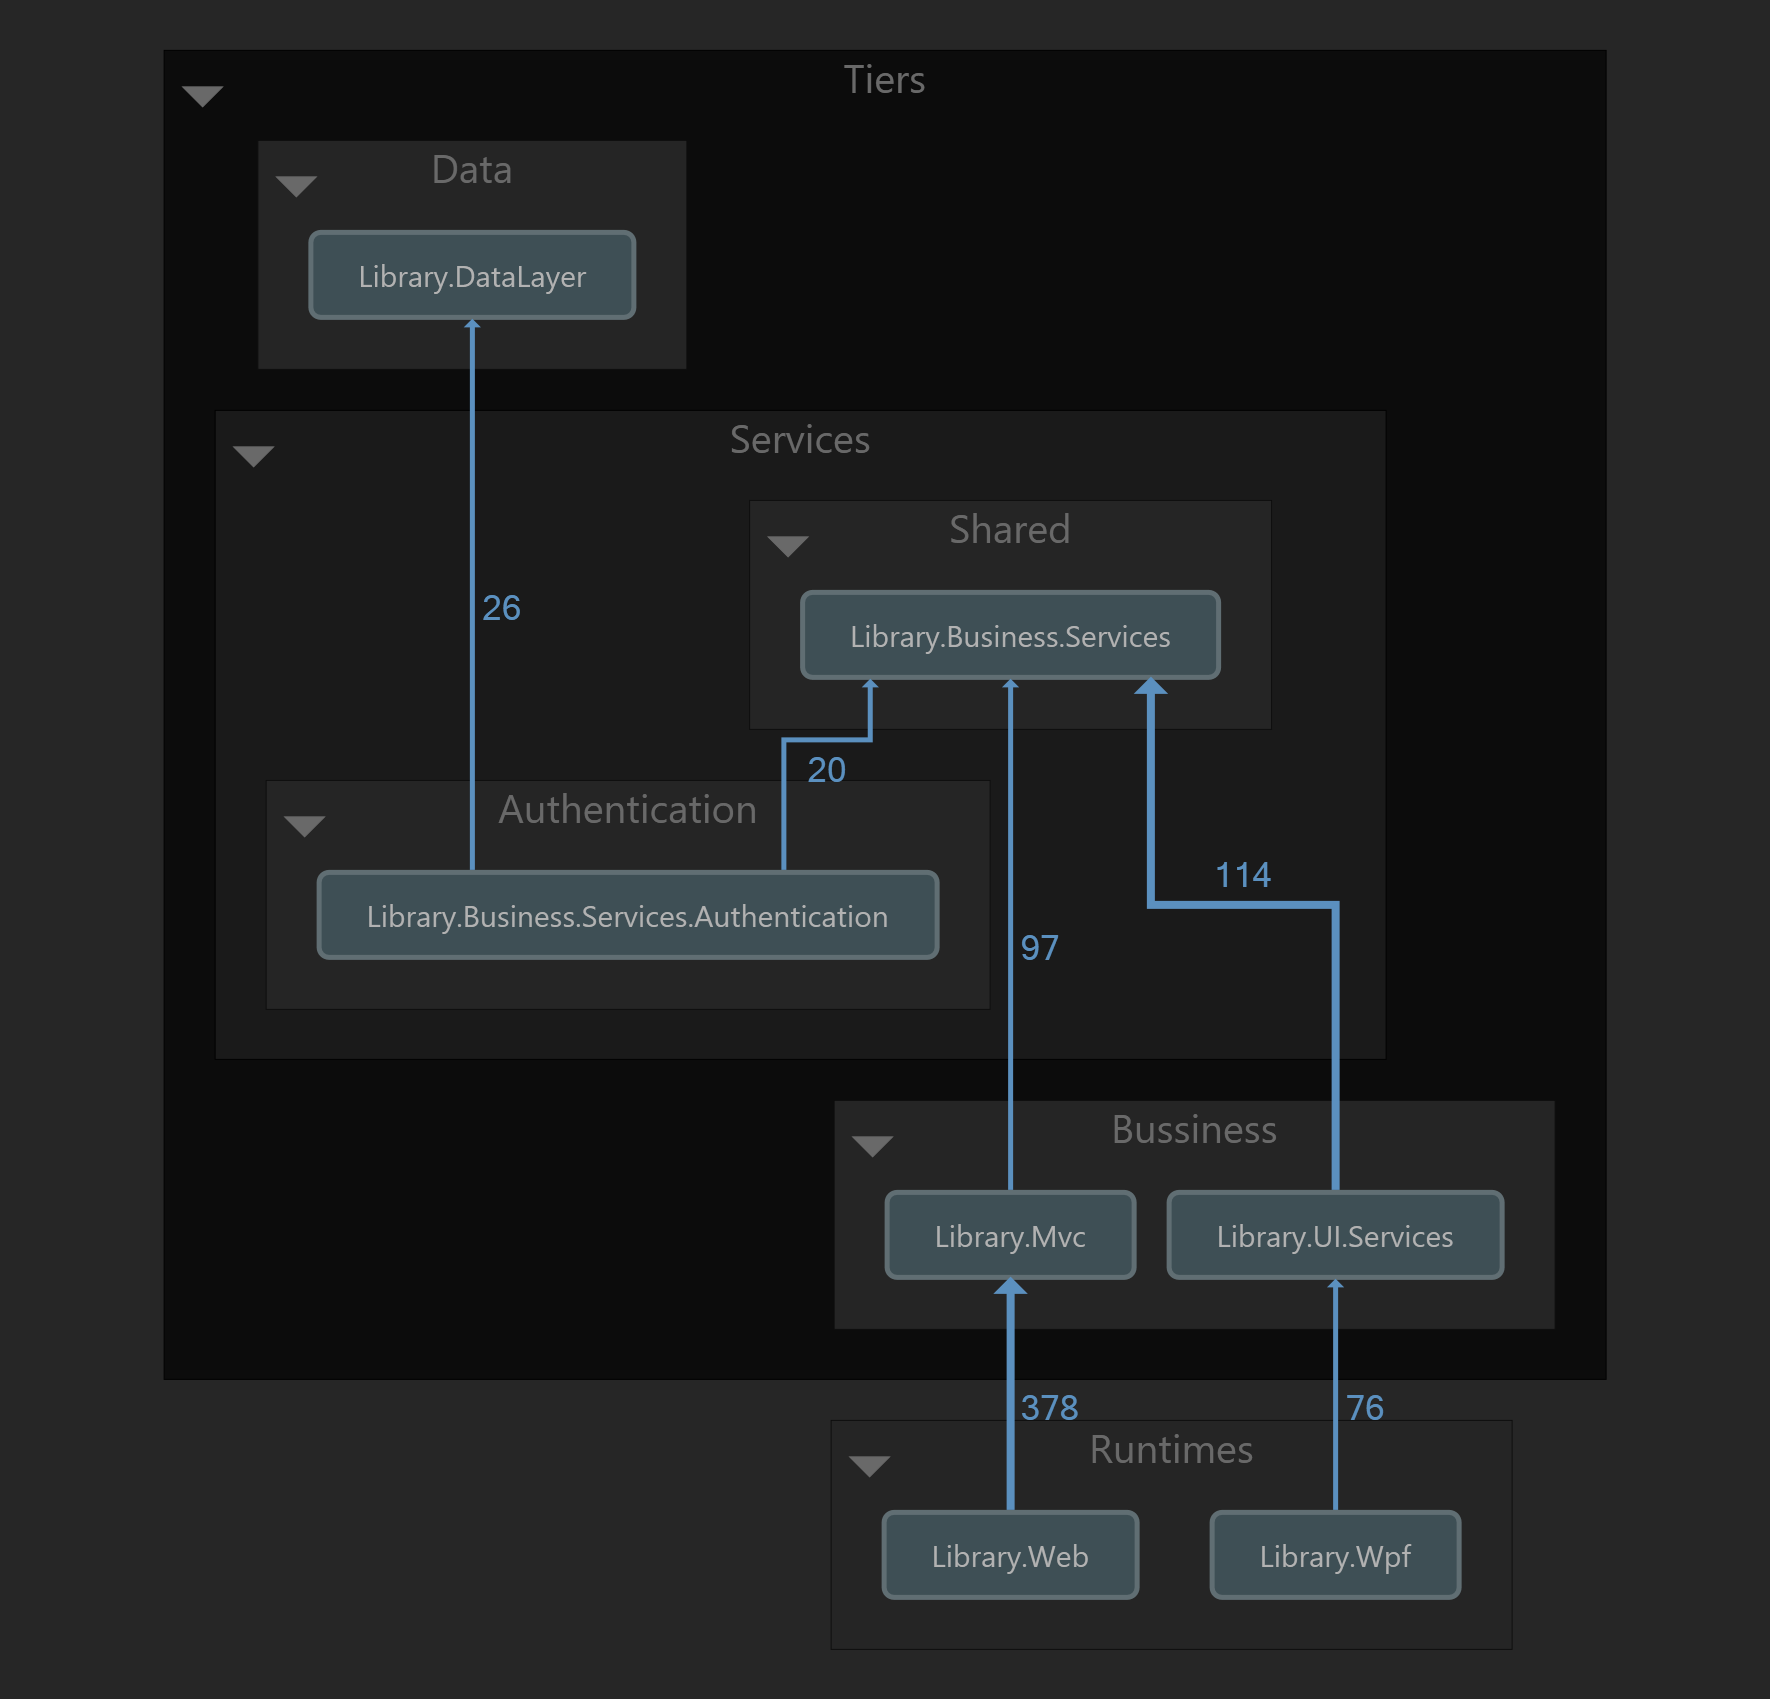 Tiers
Data
Library.DataLayer
Services
Shared
26
Library.Business.Services
20
Authentication
114
Library.Business.Services.Authentication
97
Bussiness
Library.Mvc
Library.UI.Services
378
76
Runtimes
Library.Web
Library.Wpf